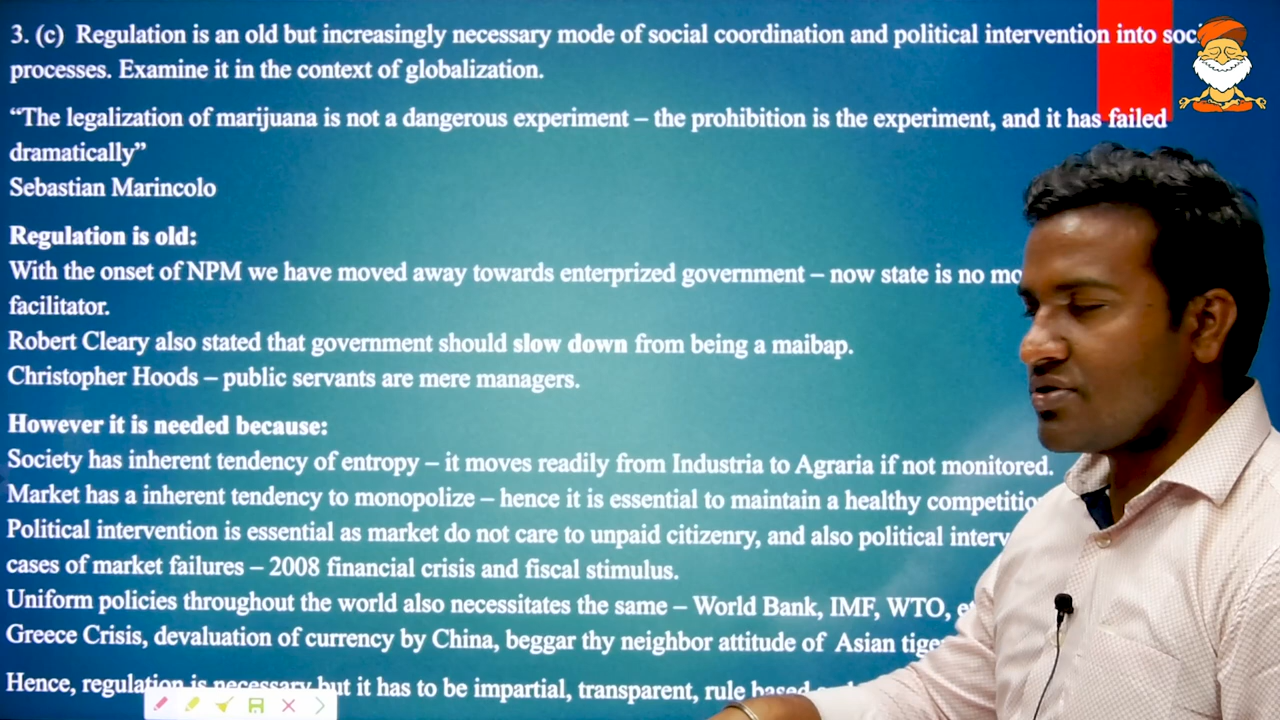 3. (c) Regulation is an old but increasingly necessary mode of social coordination and political intervention into
processes. Examine it in the context of globalization.
“The legalization of marijuana is not a dangerous experiment – the prohibition is the experiment, and it has failed
dramatically”
Sebastian Marincolo
Regulation is old:
With the onset of NPM we have moved away towards enterprized government – now state is no
facilitator.
Robert Cleary also stated that government should slow down from being a maibap.
Christopher Hoods – public servants are mere managers.
However it is needed because:
Society has inherent tendency of entropy – it moves readily from Industria to Agraria if not monitored.
Market has a inherent tendency to monopolize – hence it is essential to maintain a healthy
Political intervention is essential as market do not care to unpaid citizenry, and also political
cases of market failures – 2008 financial crisis and fiscal stimulus.
Uniform policies throughout the world also necessitates the same – World Bank, IMF, WTO,
Greece Crisis, devaluation of currency by China, beggar thy neighbor attitude of Asian
Hence, regulation is necessary but it has to be impartial, transparent, rule based